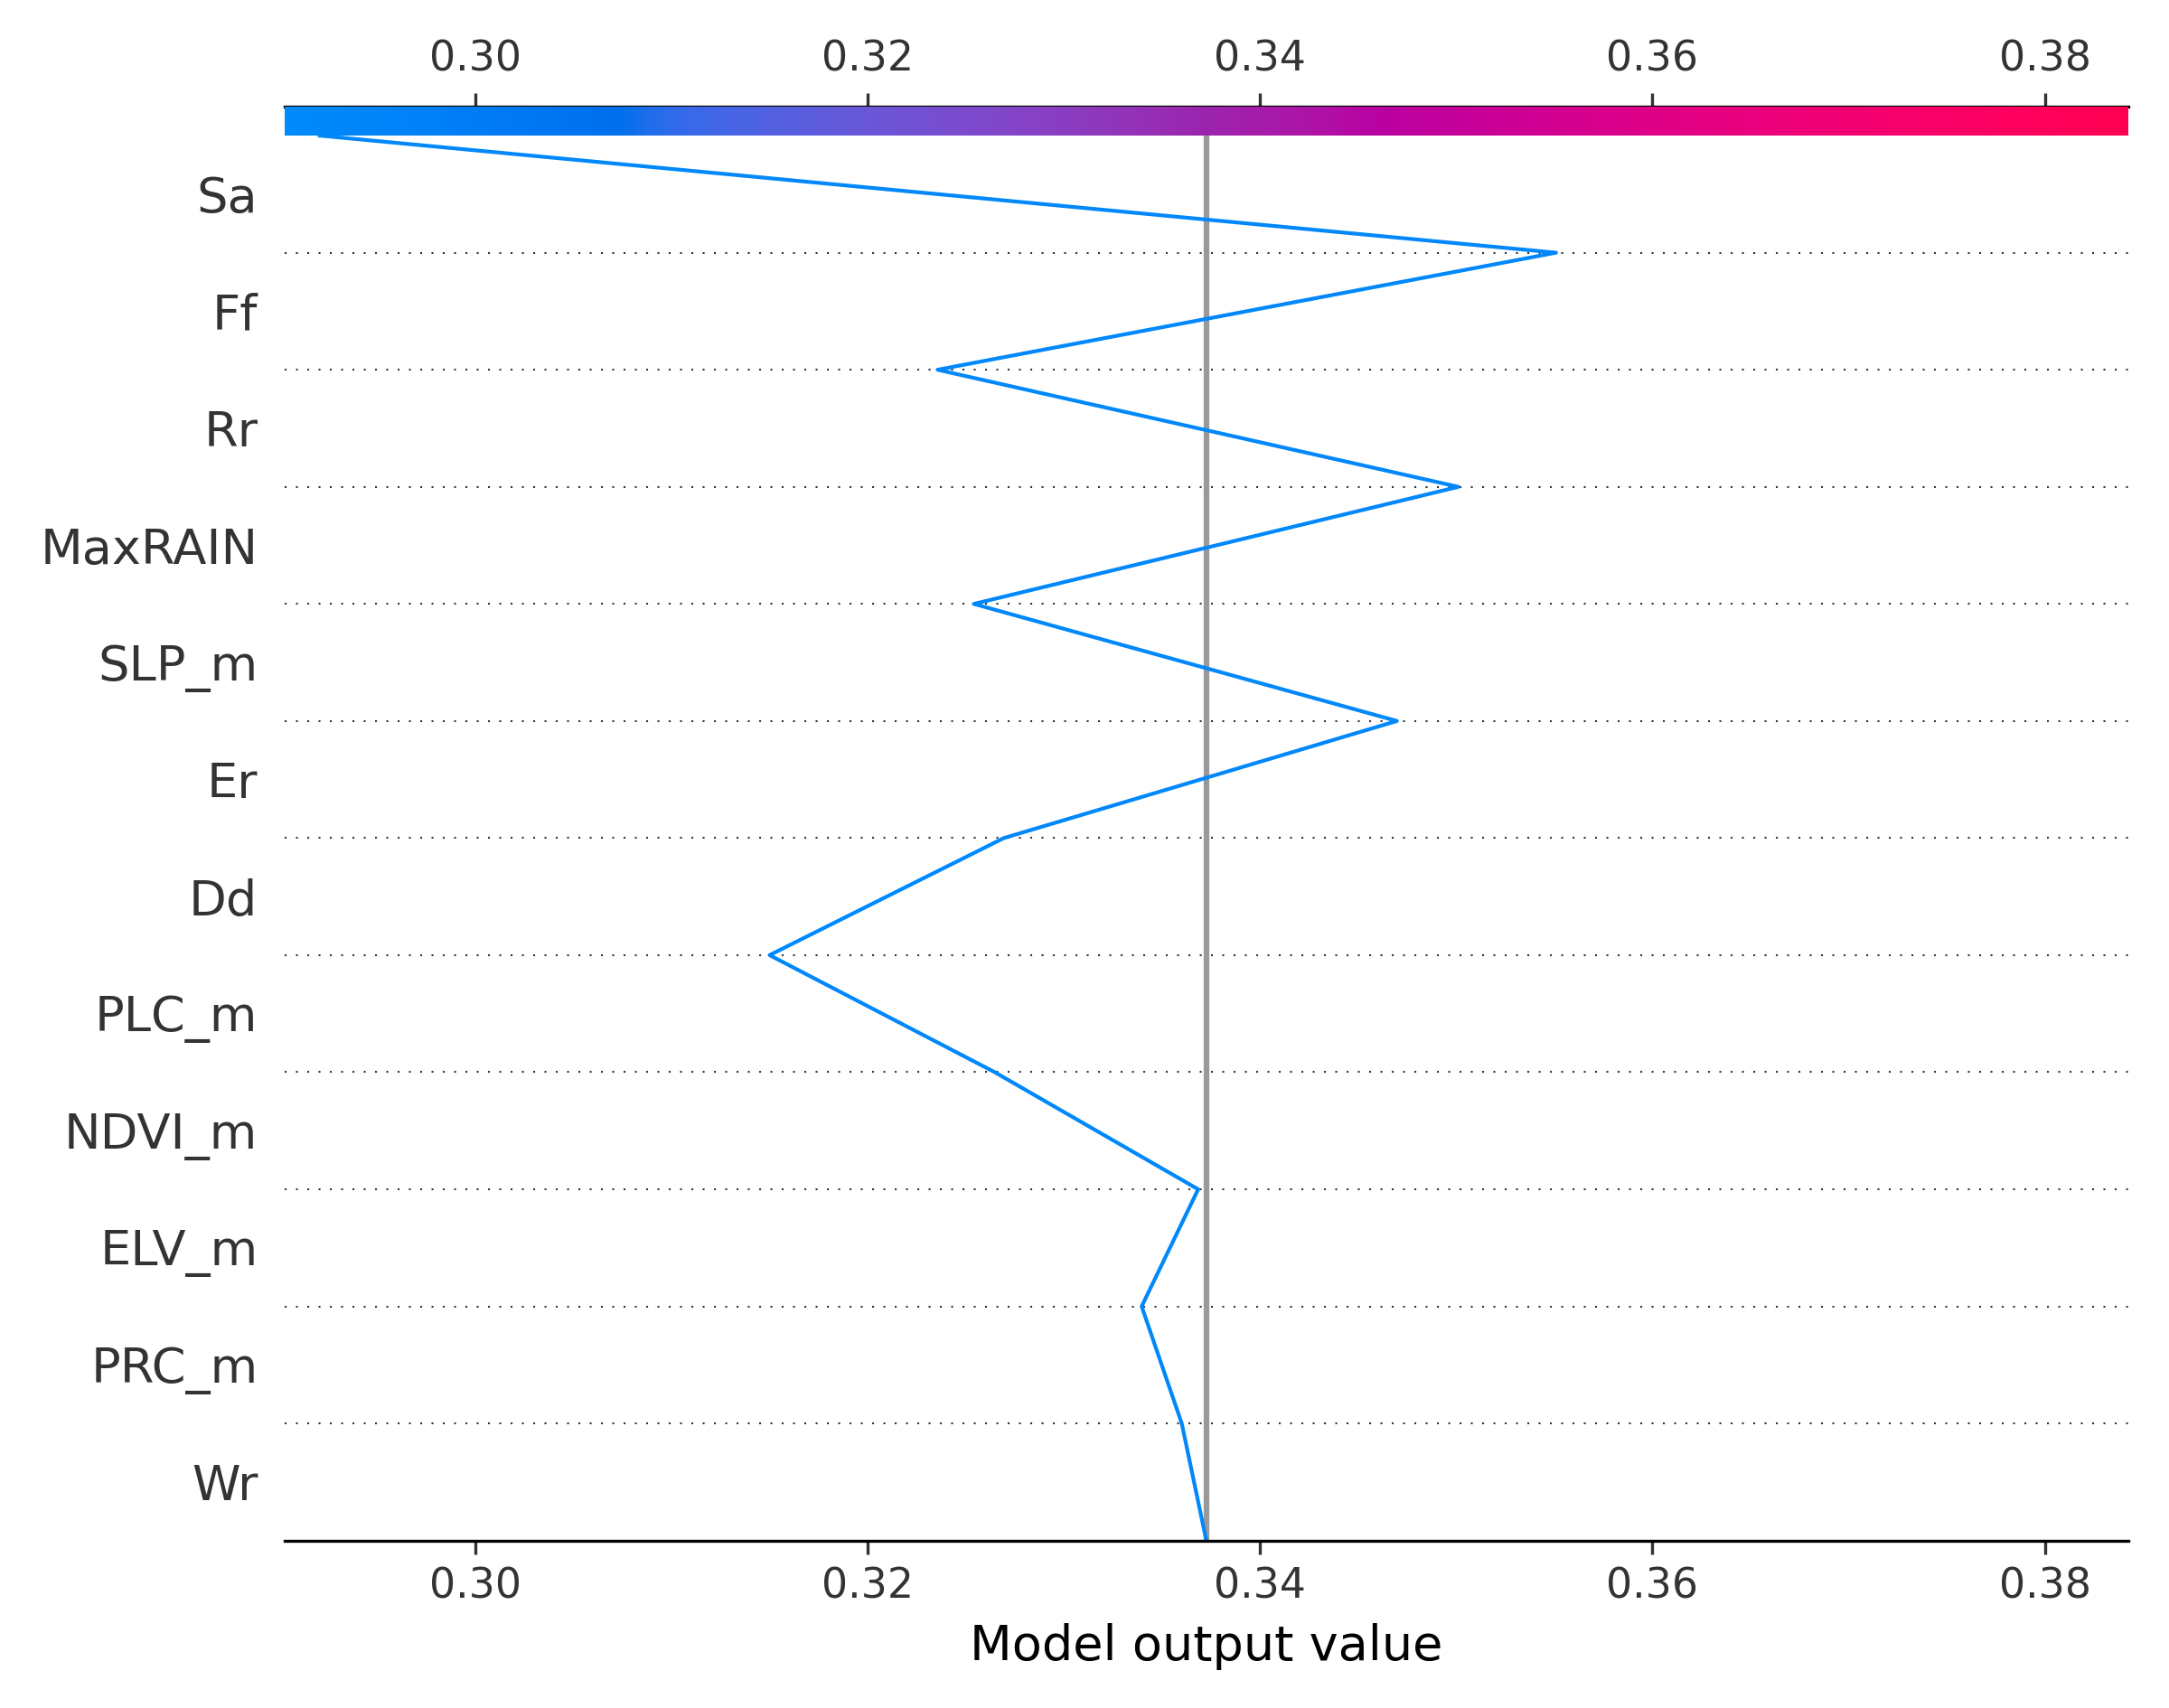 0.30 0.32 0.34 0.36 0.38
Sa
Ff
Rr
MaxRAIN
SLP_m
Er
Dd
PLC_m
NDVI_m
ELV_m
PRC_m
Wr
0.30 0.32 0.34 0.36 0.38
Model output value